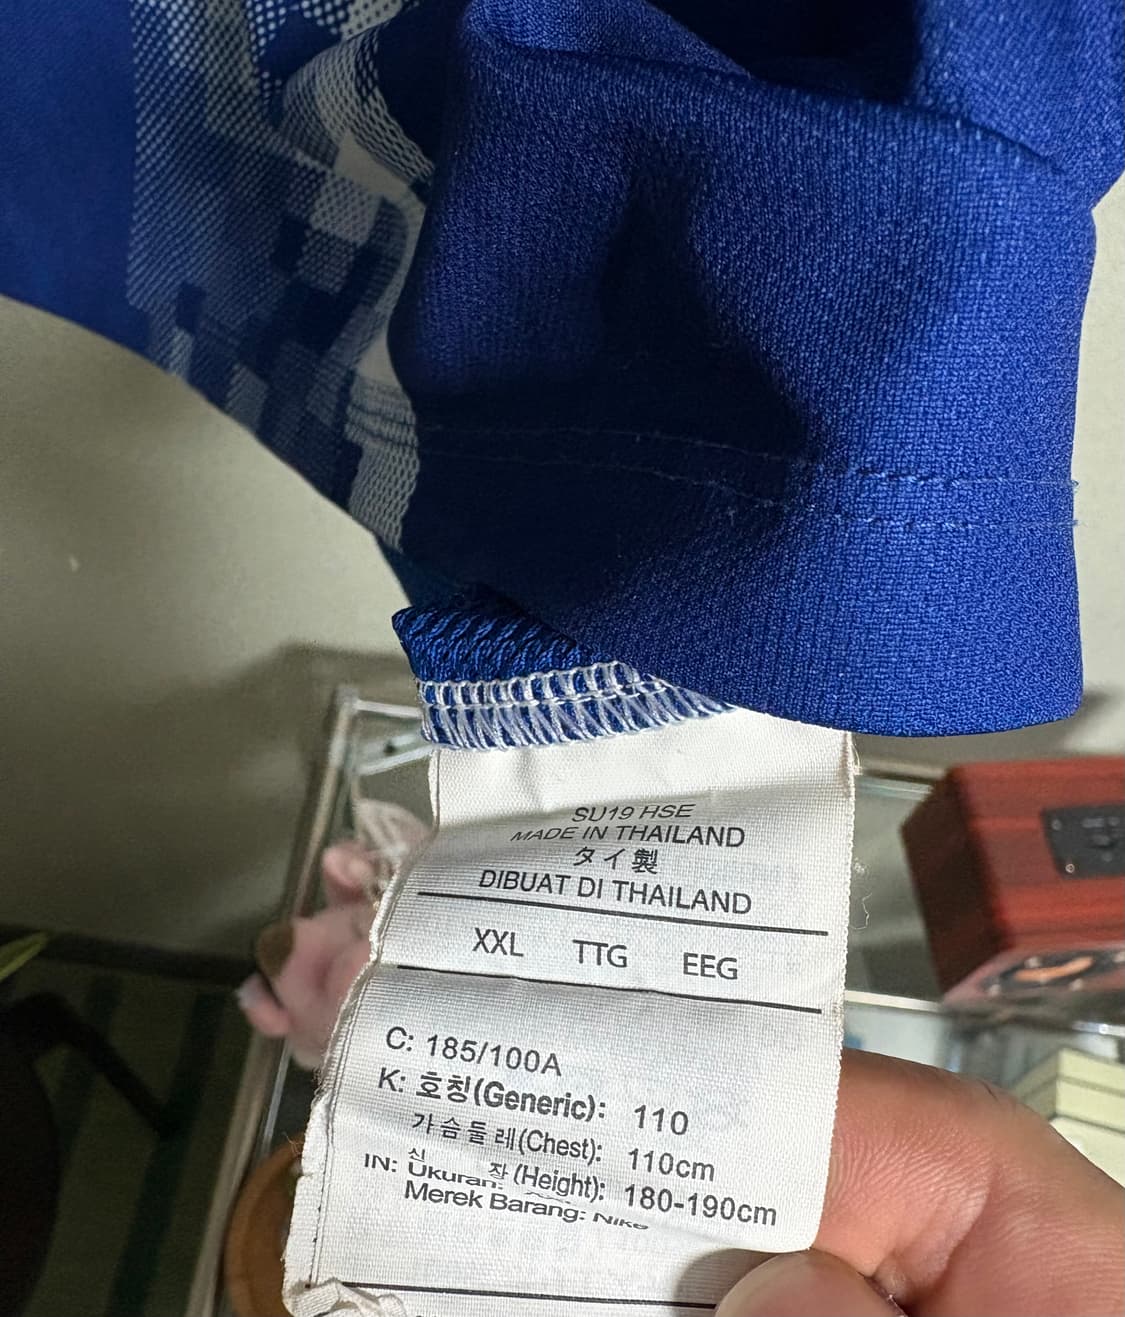 SU19 HSE
MADE IN THAILAND
タイ製
DIBUAT DI THAILAND
XXL TTG EEG
C: 185/100A
K: 호칭(Generic): 110
가슴둘레(Chest): 110cm
신 장 (Height): 180-190cm
IN: Ukuran:
Merek Barang: Nike